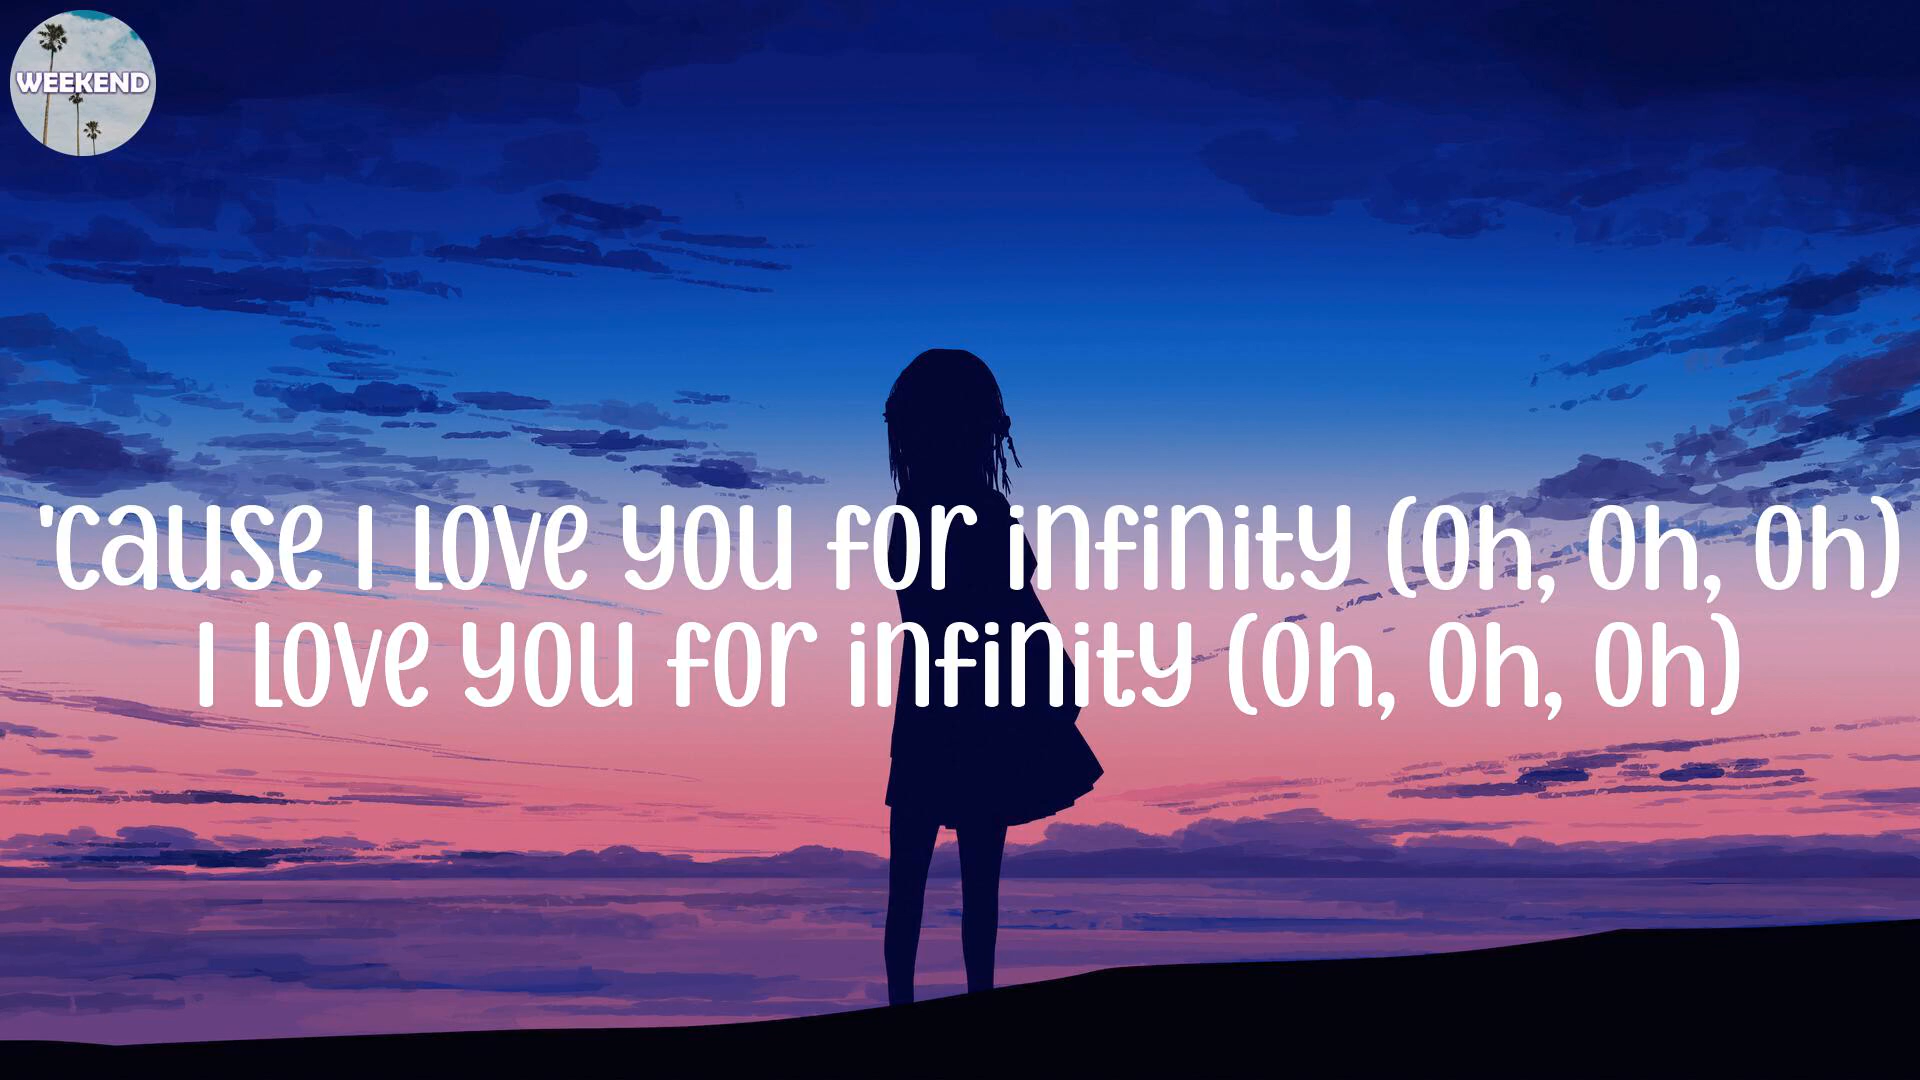 WEEKEND
'Cause I love you for infinity (Oh, oh, oh)
I love you for infinity (Oh, oh, oh)